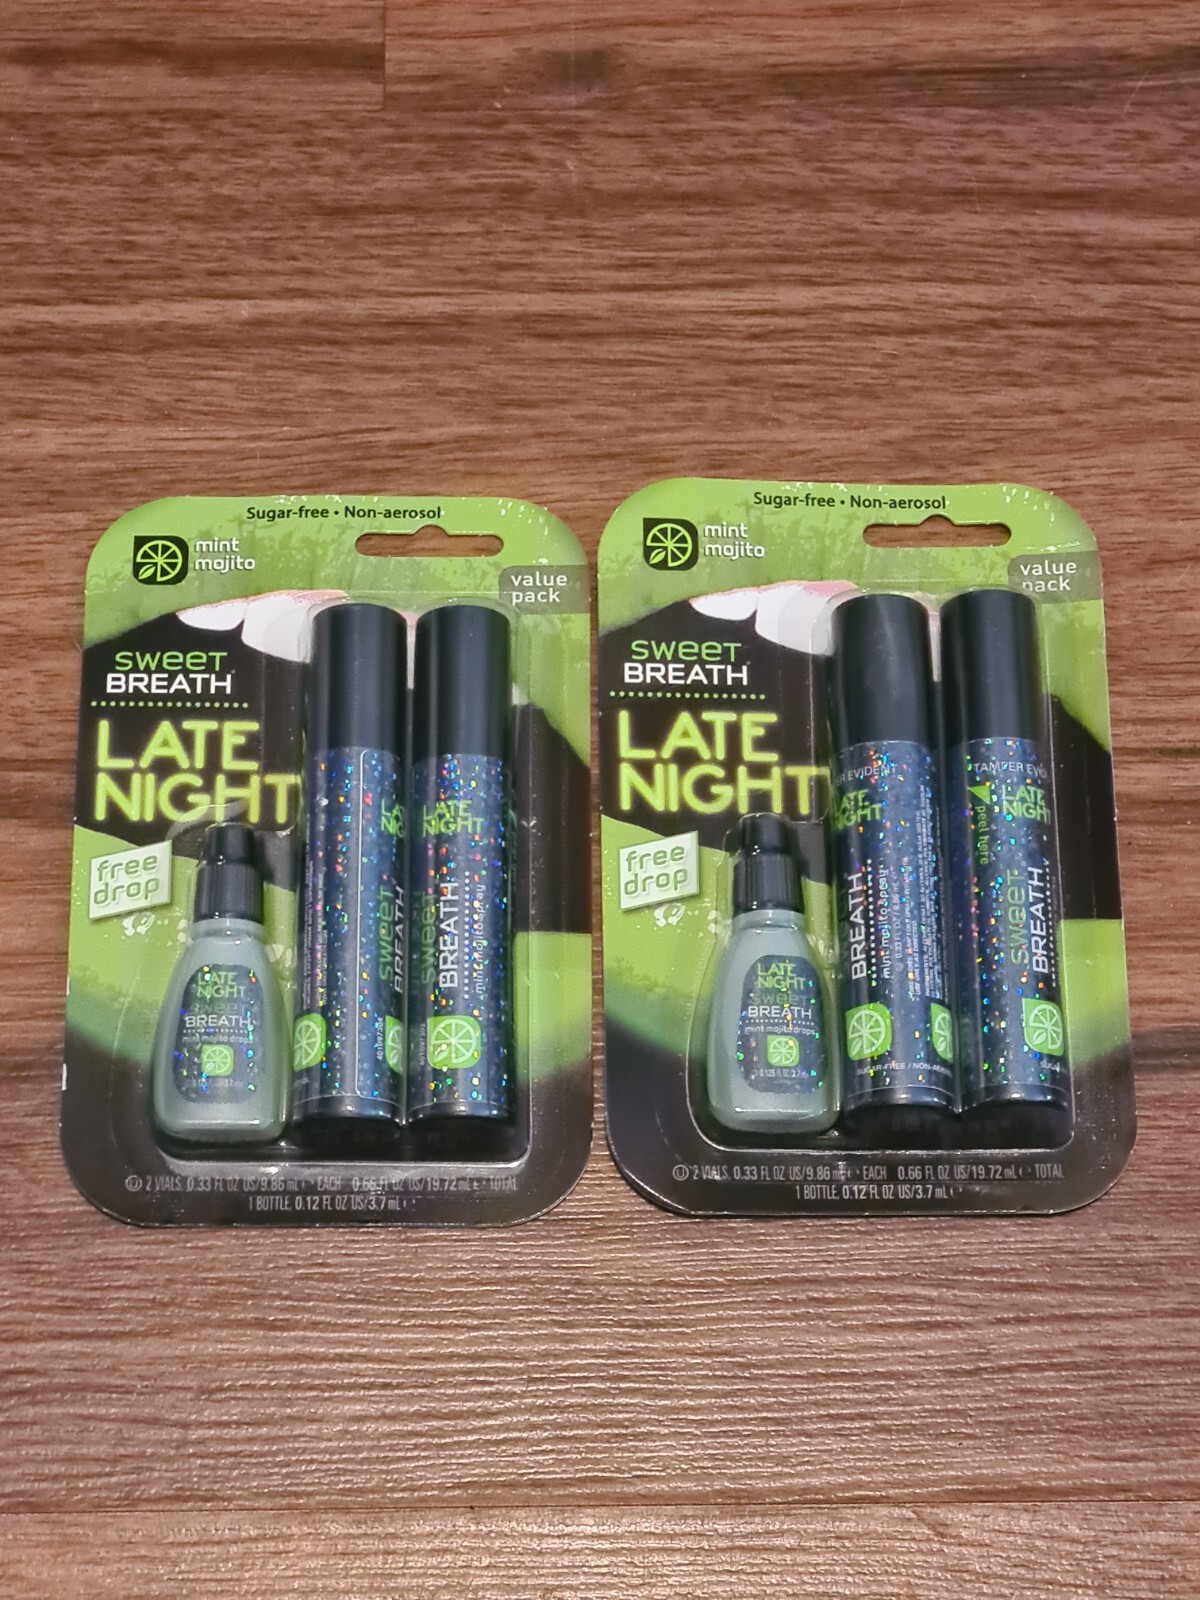 Sugar-free • Non-aerosol
mint
mojito
value
pack
sweet
BREATH
LATE
NIGHT
free
drop
LATE
NIGHT
BREATH
mint mojito drops
sweet
BREATH
LATE
NIGHT
sweet
BREATH
mint mojito spray
2 VIALS, 0.33 FL OZ US/9.86 mL e EACH 0.66 FL OZ US/19.72 mL e TOTAL
1 BOTTLE, 0.12 FL OZ US/3.7 mL e
Sugar-free • Non-aerosol
mint
mojito
value
pack
sweet
BREATH
LATE
NIGHT
free
drop
LATE
NIGHT
sweet
BREATH
mint mojito drops
NIGHT
BREATH
mint mojito spray
SUGAR-FREE / NON-
TAMPER EVID
peel here
LATE
NIGHT
sweet
BREATH
2 VIALS, 0.33 FL OZ US/9.86 mL e EACH 0.66 FL OZ US/19.72 mL e TOTAL
1 BOTTLE, 0.12 FL OZ US/3.7 mL e